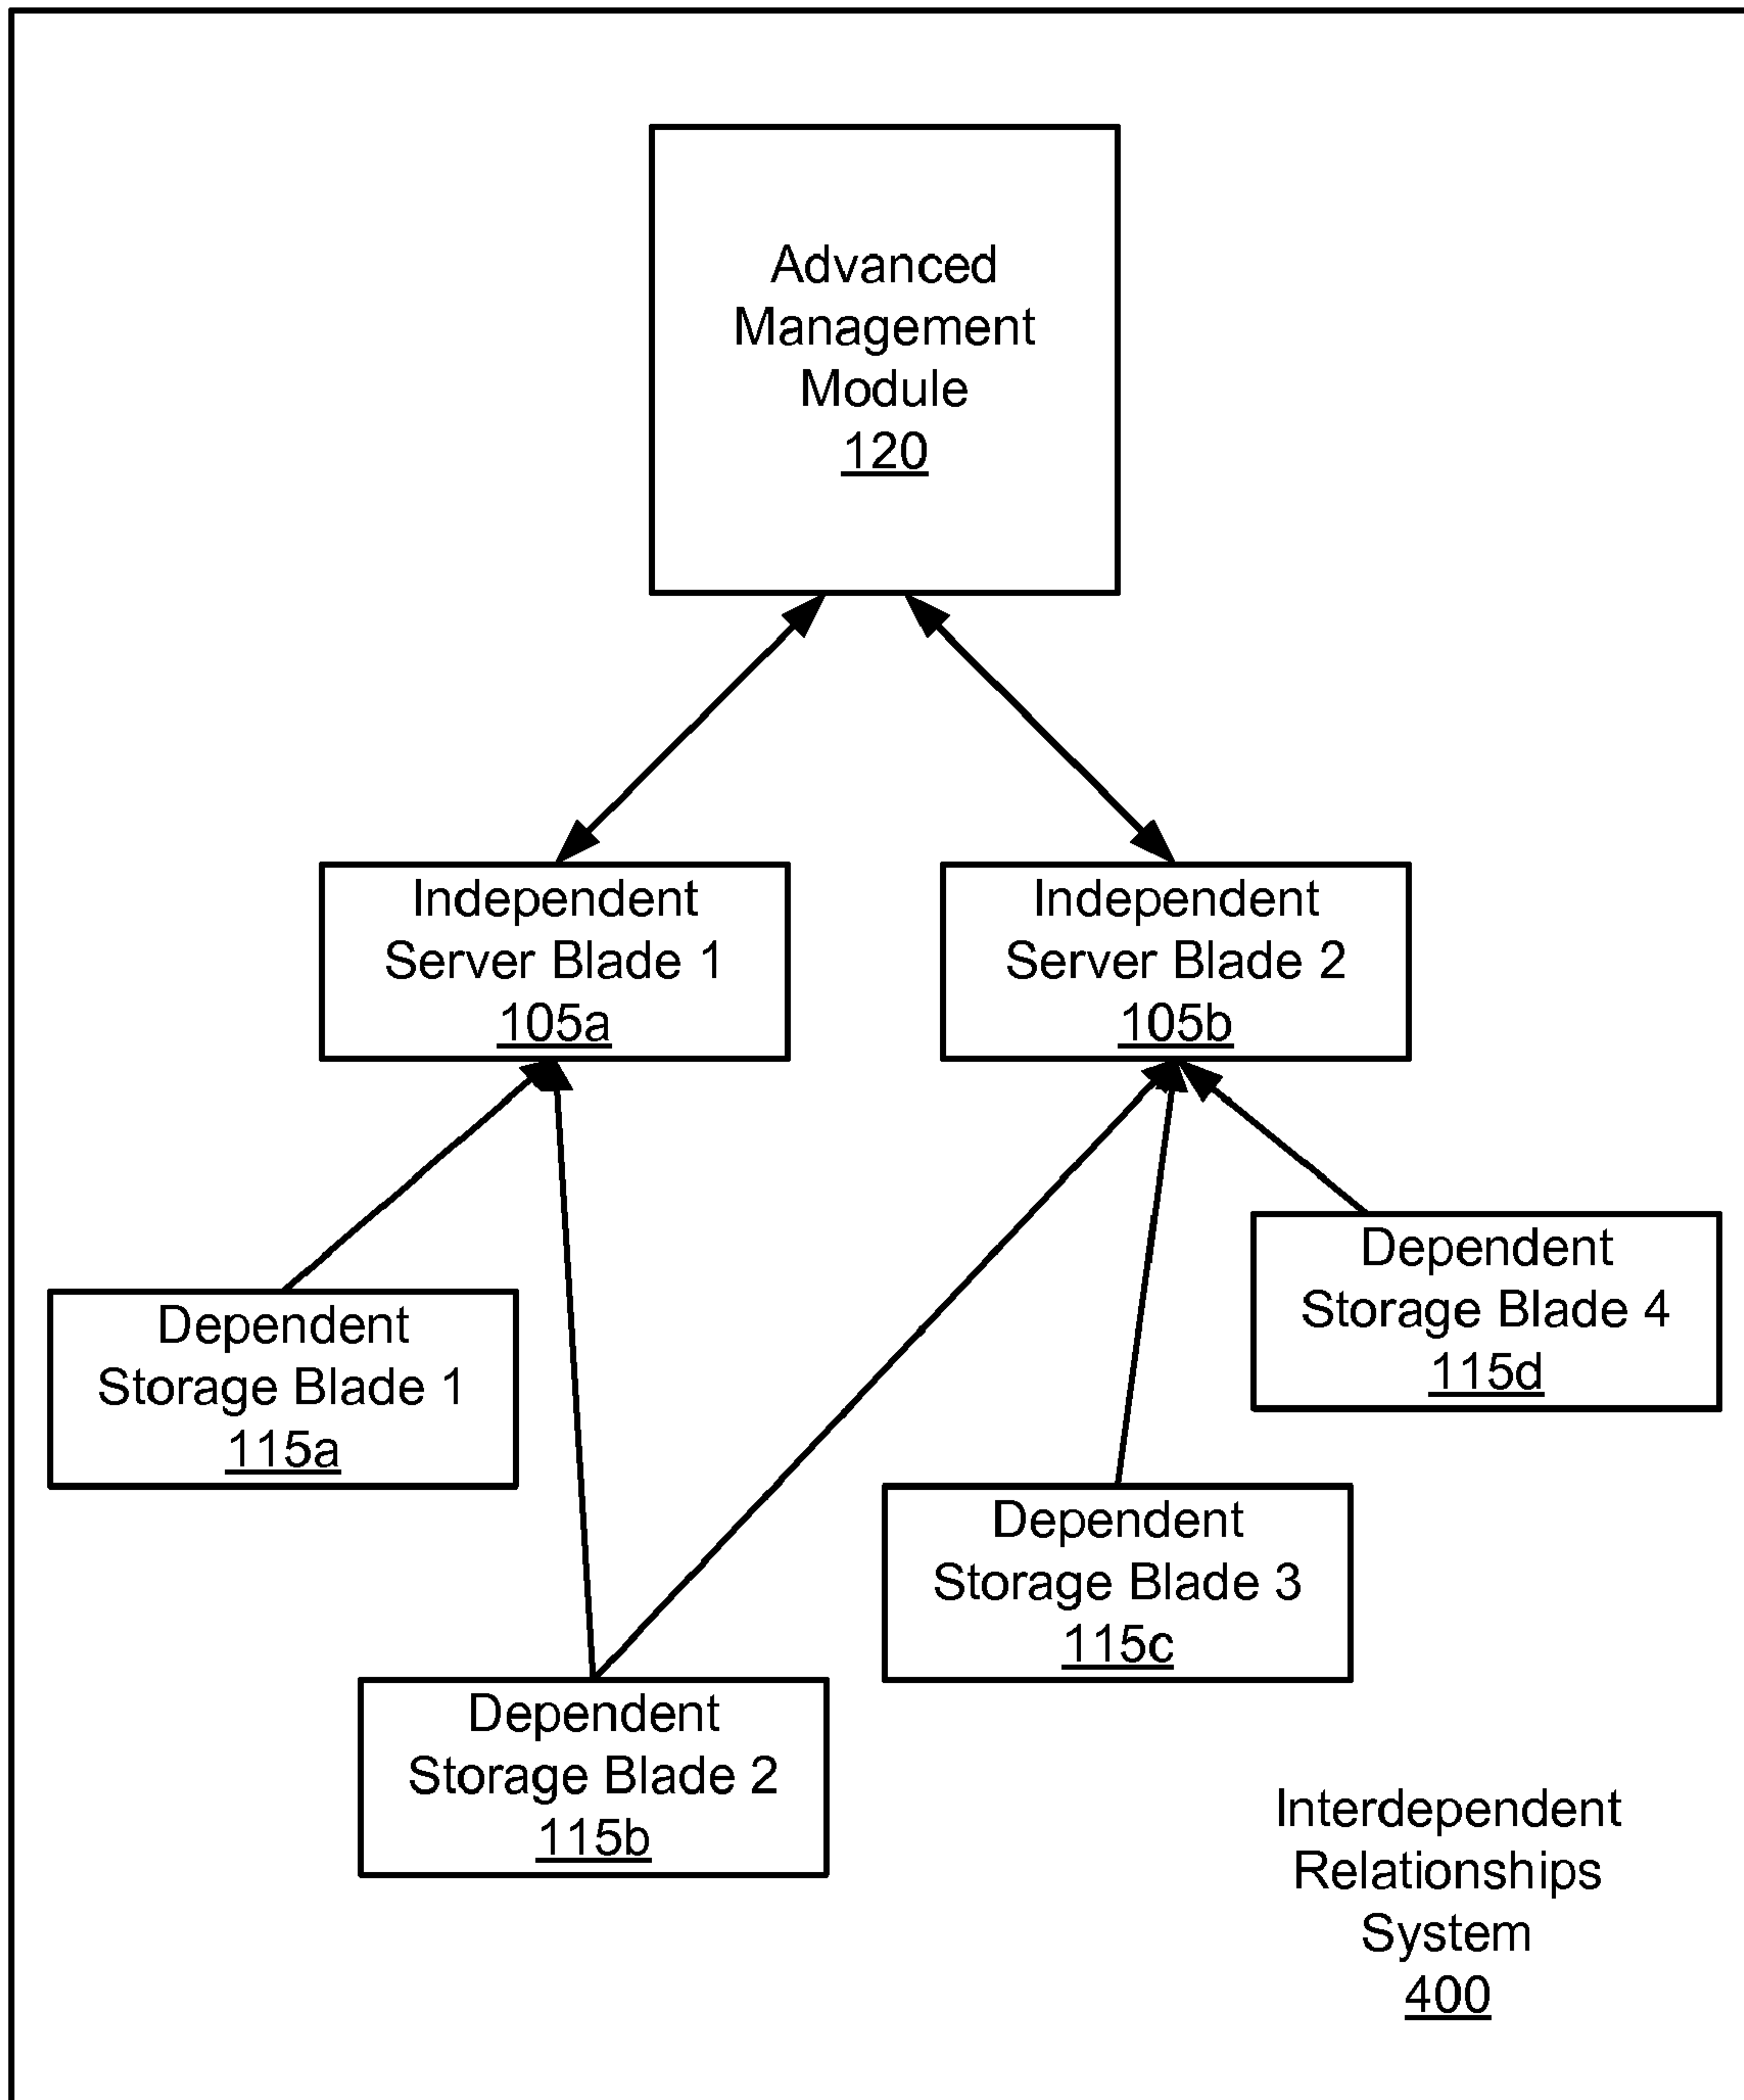 Advanced
Management
Module
120
Independent
Server Blade 1
105a
Independent
Server Blade 2
105b
Dependent
Storage Blade 4
115d
Dependent
Storage Blade 1
115a
Dependent
Storage Blade 3
115c
Dependent
Storage Blade 2
115b
Interdependent
Relationships
System
400